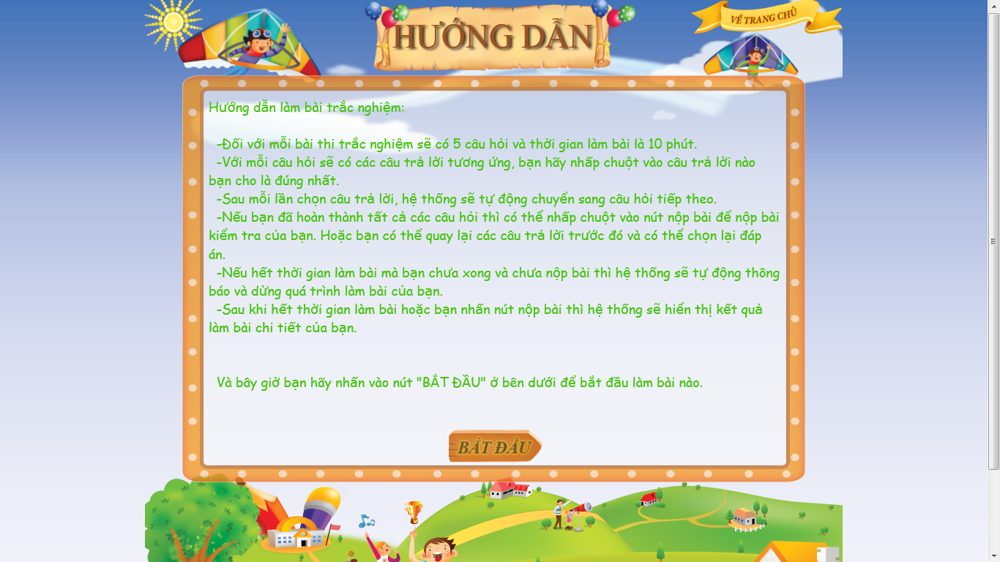 HƯỚNG DẪN
VỀ TRANG CHỦ
Hướng dẫn làm bài trắc nghiệm:
-Đối với mỗi bài thi trắc nghiệm sẽ có 5 câu hỏi và thời gian làm bài là 10 phút.
-Với mỗi câu hỏi sẽ có các câu trả lời tương ứng, bạn hãy nhấp chuột vào câu trả lời nào
bạn cho là đúng nhất.
-Sau mỗi lần chọn câu trả lời, hệ thống sẽ tự động chuyển sang câu hỏi tiếp theo.
-Nếu bạn đã hoàn thành tất cả các câu hỏi thì có thể nhấp chuột vào nút nộp bài để nộp bài
kiểm tra của bạn. Hoặc bạn có thể quay lại các câu trả lời trước đó và có thể chọn lại đáp
án.
-Nếu hết thời gian làm bài mà bạn chưa xong và chưa nộp bài thì hệ thống sẽ tự động thông
báo và dừng quá trình làm bài của bạn.
-Sau khi hết thời gian làm bài hoặc bạn nhấn nút nộp bài thì hệ thống sẽ hiển thị kết quả
làm bài chi tiết của bạn.
Và bây giờ bạn hãy nhấn vào nút "BẮT ĐẦU" ở bên dưới để bắt đầu làm bài nào.
BẮT ĐẦU